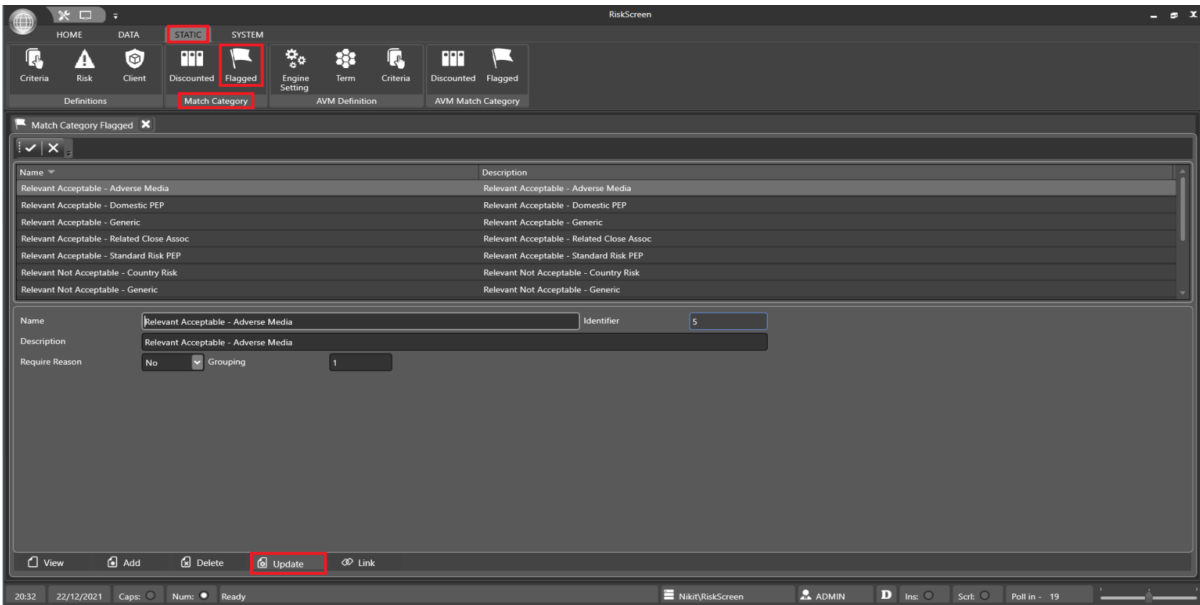 RiskScreen
HOME DATA STATIC SYSTEM
Criteria Risk Client Discounted Flagged Engine Setting Term Criteria Discounted Flagged
Definitions Match Category AVM Definition AVM Match Category
Match Category Flagged
Name Description
Relevant Acceptable - Adverse Media Relevant Acceptable - Adverse Media
Relevant Acceptable - Domestic PEP Relevant Acceptable - Domestic PEP
Relevant Acceptable - Generic Relevant Acceptable - Generic
Relevant Acceptable - Related Close Assoc Relevant Acceptable - Related Close Assoc
Relevant Acceptable - Standard Risk PEP Relevant Acceptable - Standard Risk PEP
Relevant Not Acceptable - Country Risk Relevant Not Acceptable - Country Risk
Relevant Not Acceptable - Generic Relevant Not Acceptable - Generic
Name Relevant Acceptable - Adverse Media Identifier 5
Description Relevant Acceptable - Adverse Media
Require Reason No Grouping 1
View Add Delete Update Link
20:32 22/12/2021 Caps: Num: Ready Nikit\RiskScreen ADMIN D Ins: Scrl: Poll in - 19